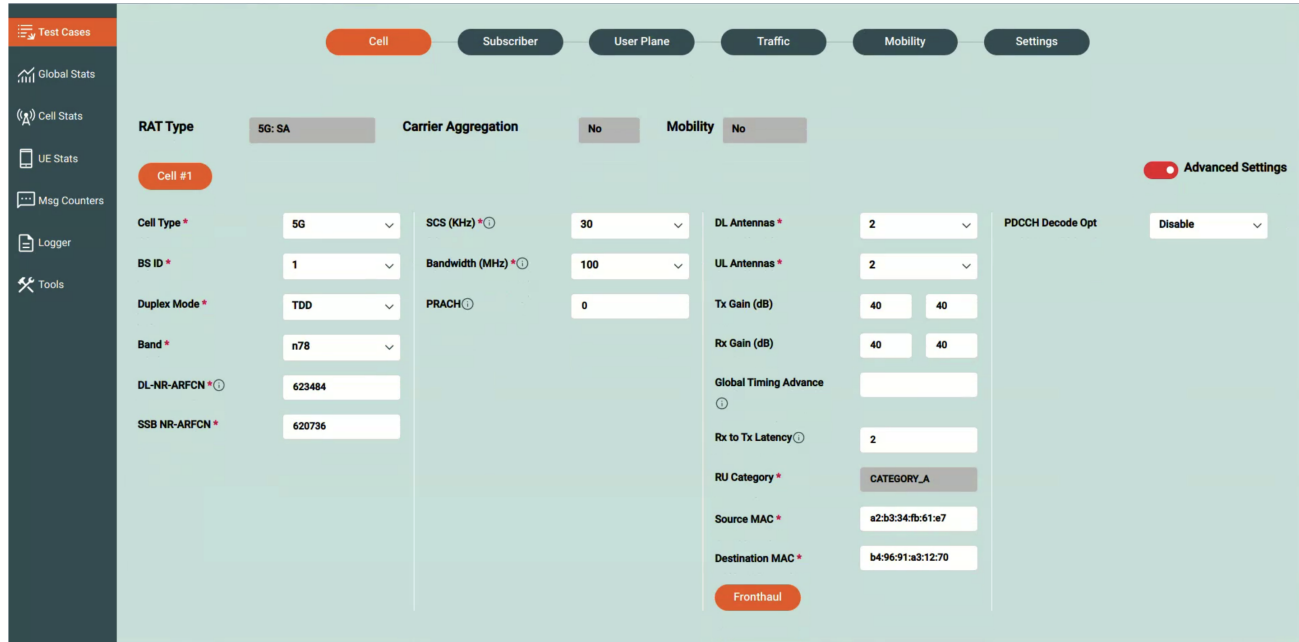 Test Cases
Global Stats
Cell Stats
UE Stats
Msg Counters
Logger
Tools
Cell Subscriber User Plane Traffic Mobility Settings
RAT Type 5G: SA Carrier Aggregation No Mobility No
Cell #1 Advanced Settings
Cell Type * 5G
BS ID * 1
Duplex Mode * TDD
Band * n78
DL-NR-ARFCN * 623484
SSB NR-ARFCN * 620736
SCS (KHz) * 30
Bandwidth (MHz) * 100
PRACH 0
DL Antennas * 2
UL Antennas * 2
Tx Gain (dB) 40 40
Rx Gain (dB) 40 40
Global Timing Advance
Rx to Tx Latency 2
RU Category * CATEGORY_A
Source MAC * a2:b3:34:fb:61:e7
Destination MAC * b4:96:91:a3:12:70
Fronthaul
PDCCH Decode Opt Disable